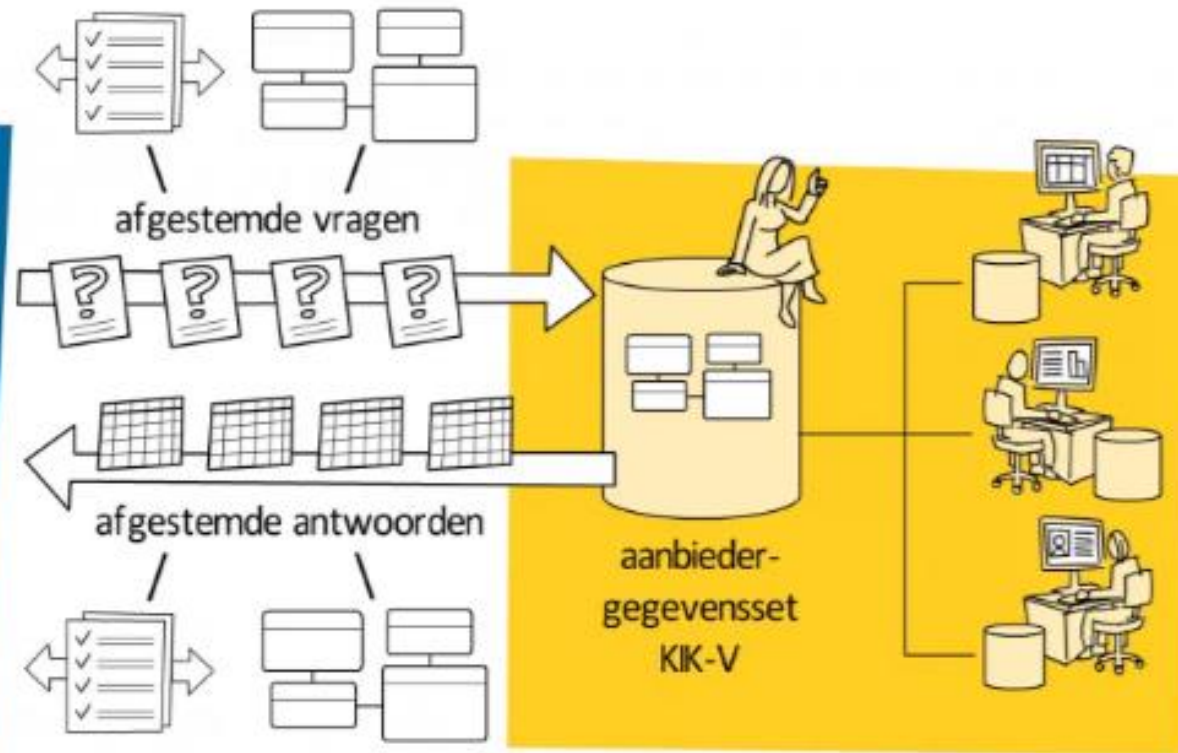 afgestemde vragen
? ? ? ?
afgestemde antwoorden
aanbieder-
gegevensset
KIK-V